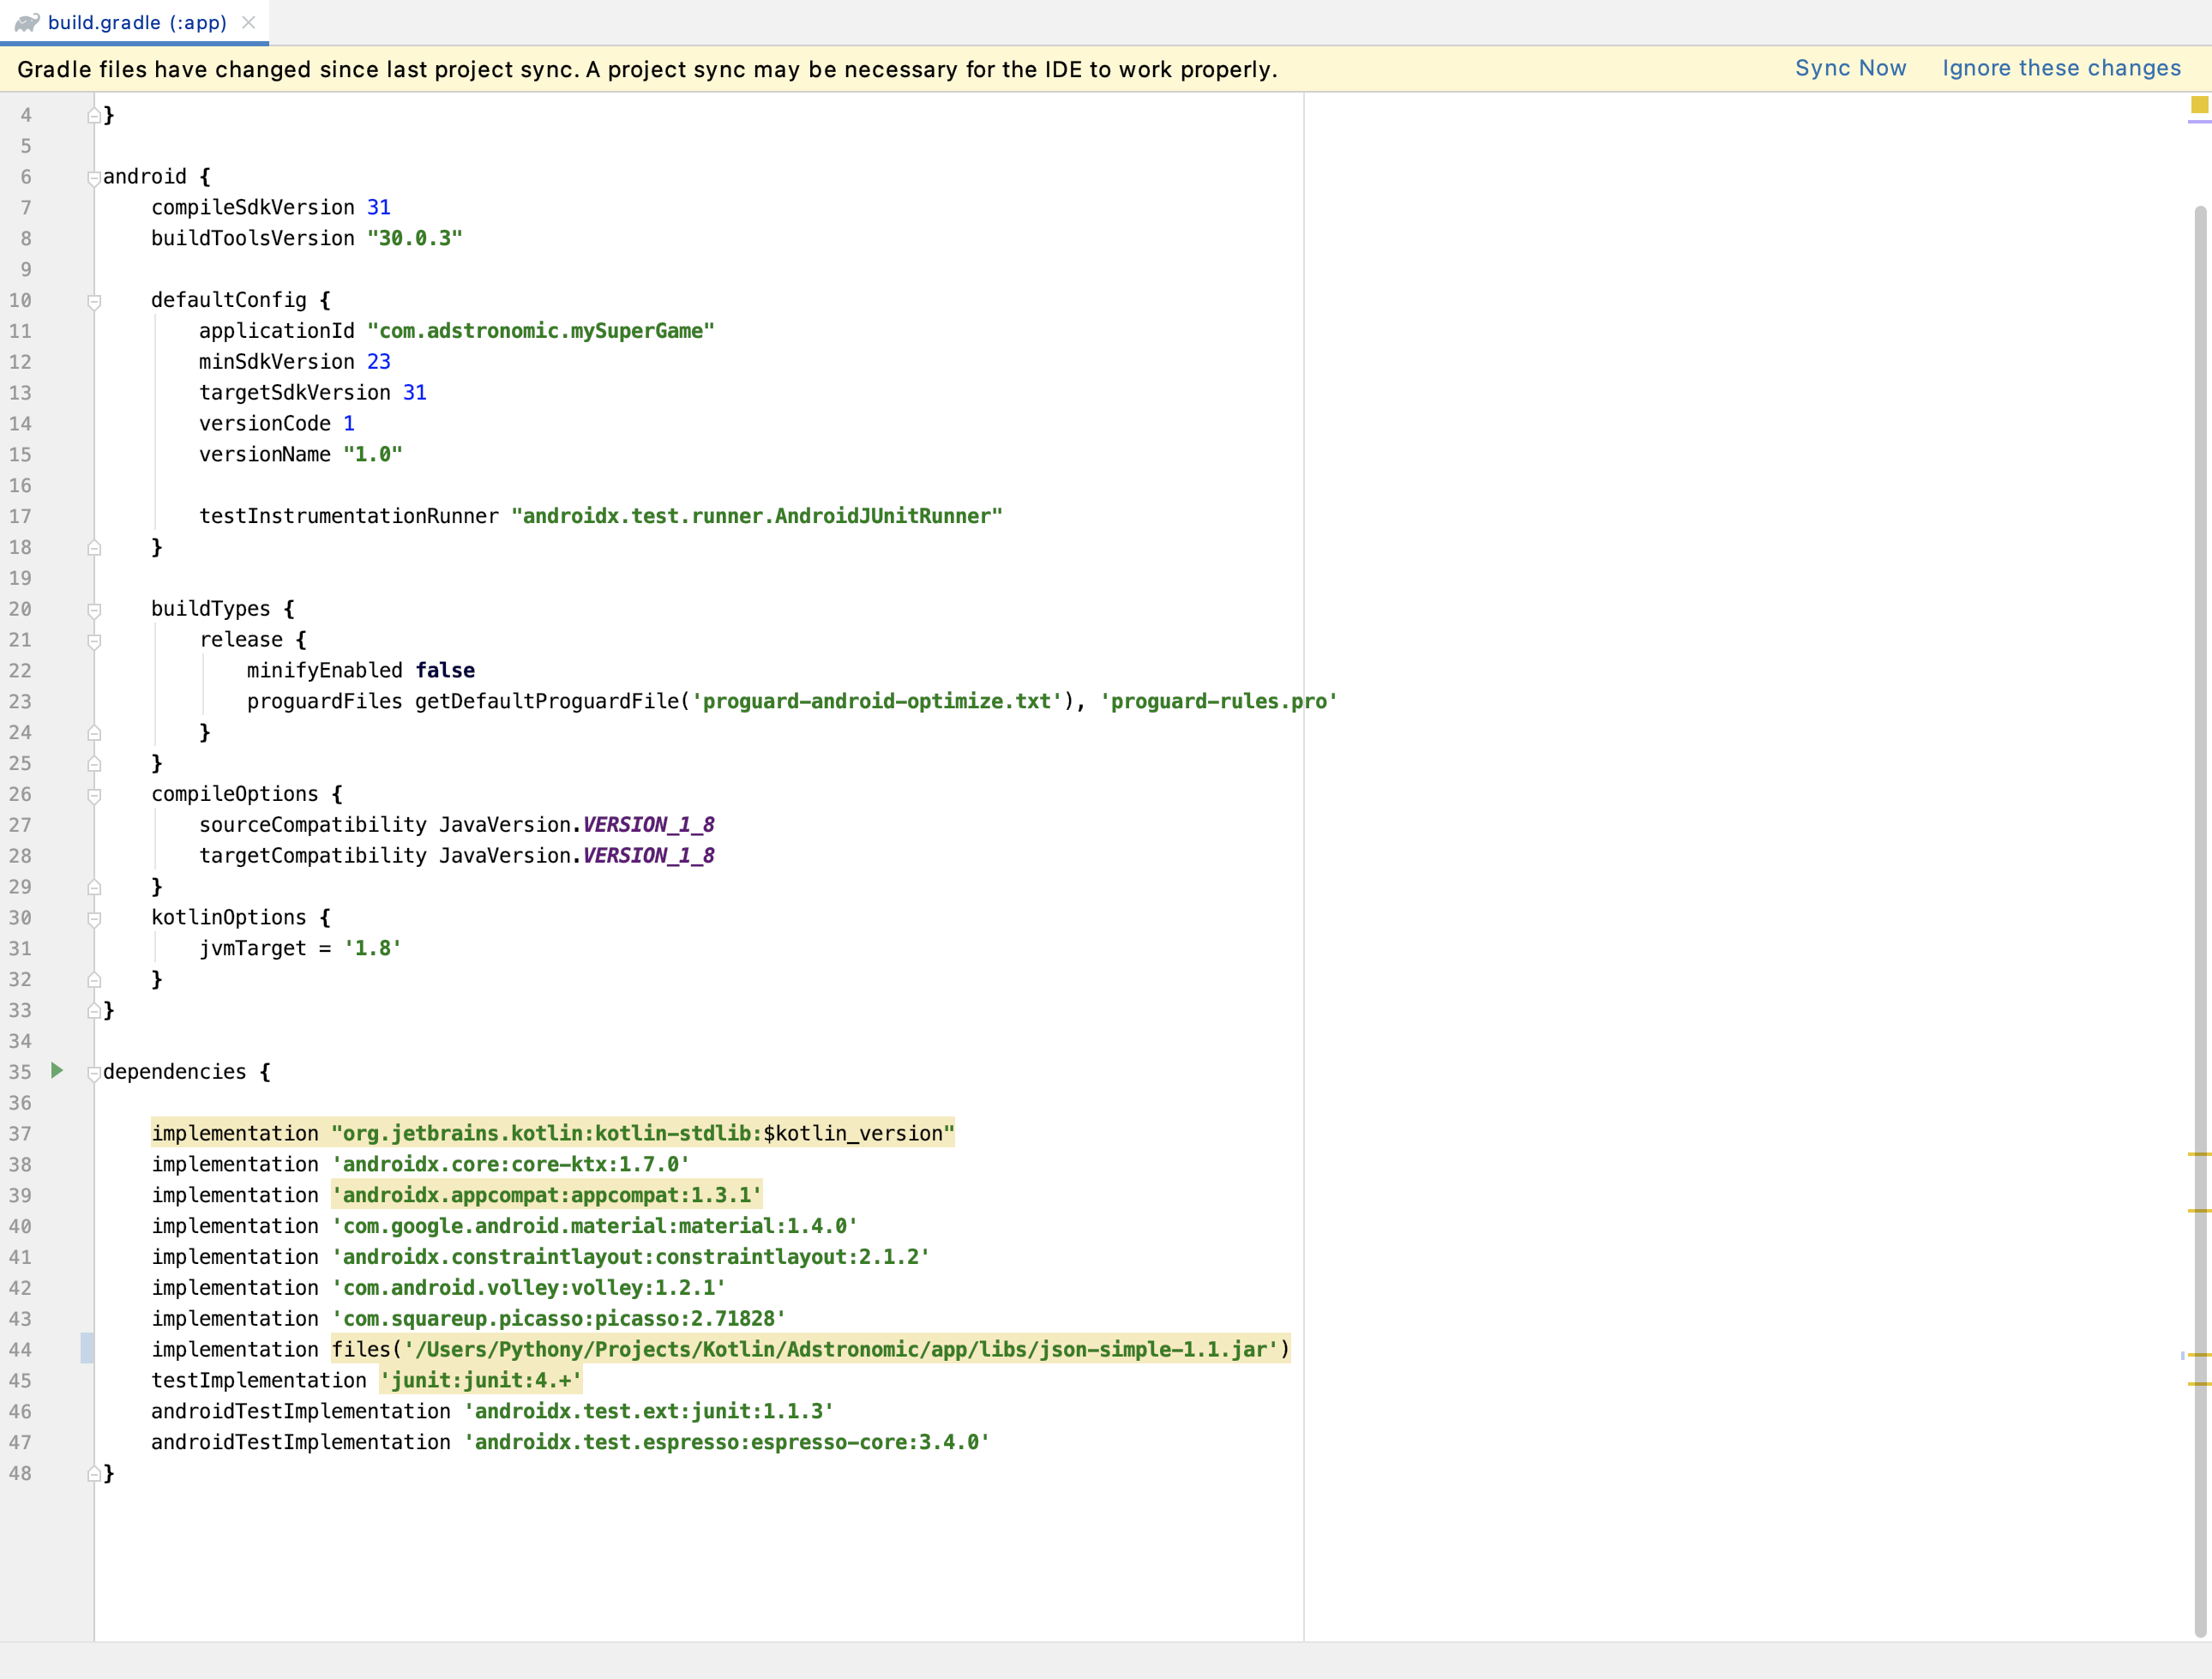 build.gradle (:app)
Gradle files have changed since last project sync. A project sync may be necessary for the IDE to work properly. Sync Now Ignore these changes
4 }
5
6 android {
7 compileSdkVersion 31
8 buildToolsVersion "30.0.3"
9
10 defaultConfig {
11 applicationId "com.adstronomic.mySuperGame"
12 minSdkVersion 23
13 targetSdkVersion 31
14 versionCode 1
15 versionName "1.0"
16
17 testInstrumentationRunner "androidx.test.runner.AndroidJUnitRunner"
18 }
19
20 buildTypes {
21 release {
22 minifyEnabled false
23 proguardFiles getDefaultProguardFile('proguard-android-optimize.txt'), 'proguard-rules.pro'
24 }
25 }
26 compileOptions {
27 sourceCompatibility JavaVersion.VERSION_1_8
28 targetCompatibility JavaVersion.VERSION_1_8
29 }
30 kotlinOptions {
31 jvmTarget = '1.8'
32 }
33 }
34
35 dependencies {
36
37 implementation "org.jetbrains.kotlin:kotlin-stdlib:$kotlin_version"
38 implementation 'androidx.core:core-ktx:1.7.0'
39 implementation 'androidx.appcompat:appcompat:1.3.1'
40 implementation 'com.google.android.material:material:1.4.0'
41 implementation 'androidx.constraintlayout:constraintlayout:2.1.2'
42 implementation 'com.android.volley:volley:1.2.1'
43 implementation 'com.squareup.picasso:picasso:2.71828'
44 implementation files('/Users/Pythony/Projects/Kotlin/Adstronomic/app/libs/json-simple-1.1.jar')
45 testImplementation 'junit:junit:4.+'
46 androidTestImplementation 'androidx.test.ext:junit:1.1.3'
47 androidTestImplementation 'androidx.test.espresso:espresso-core:3.4.0'
48 }